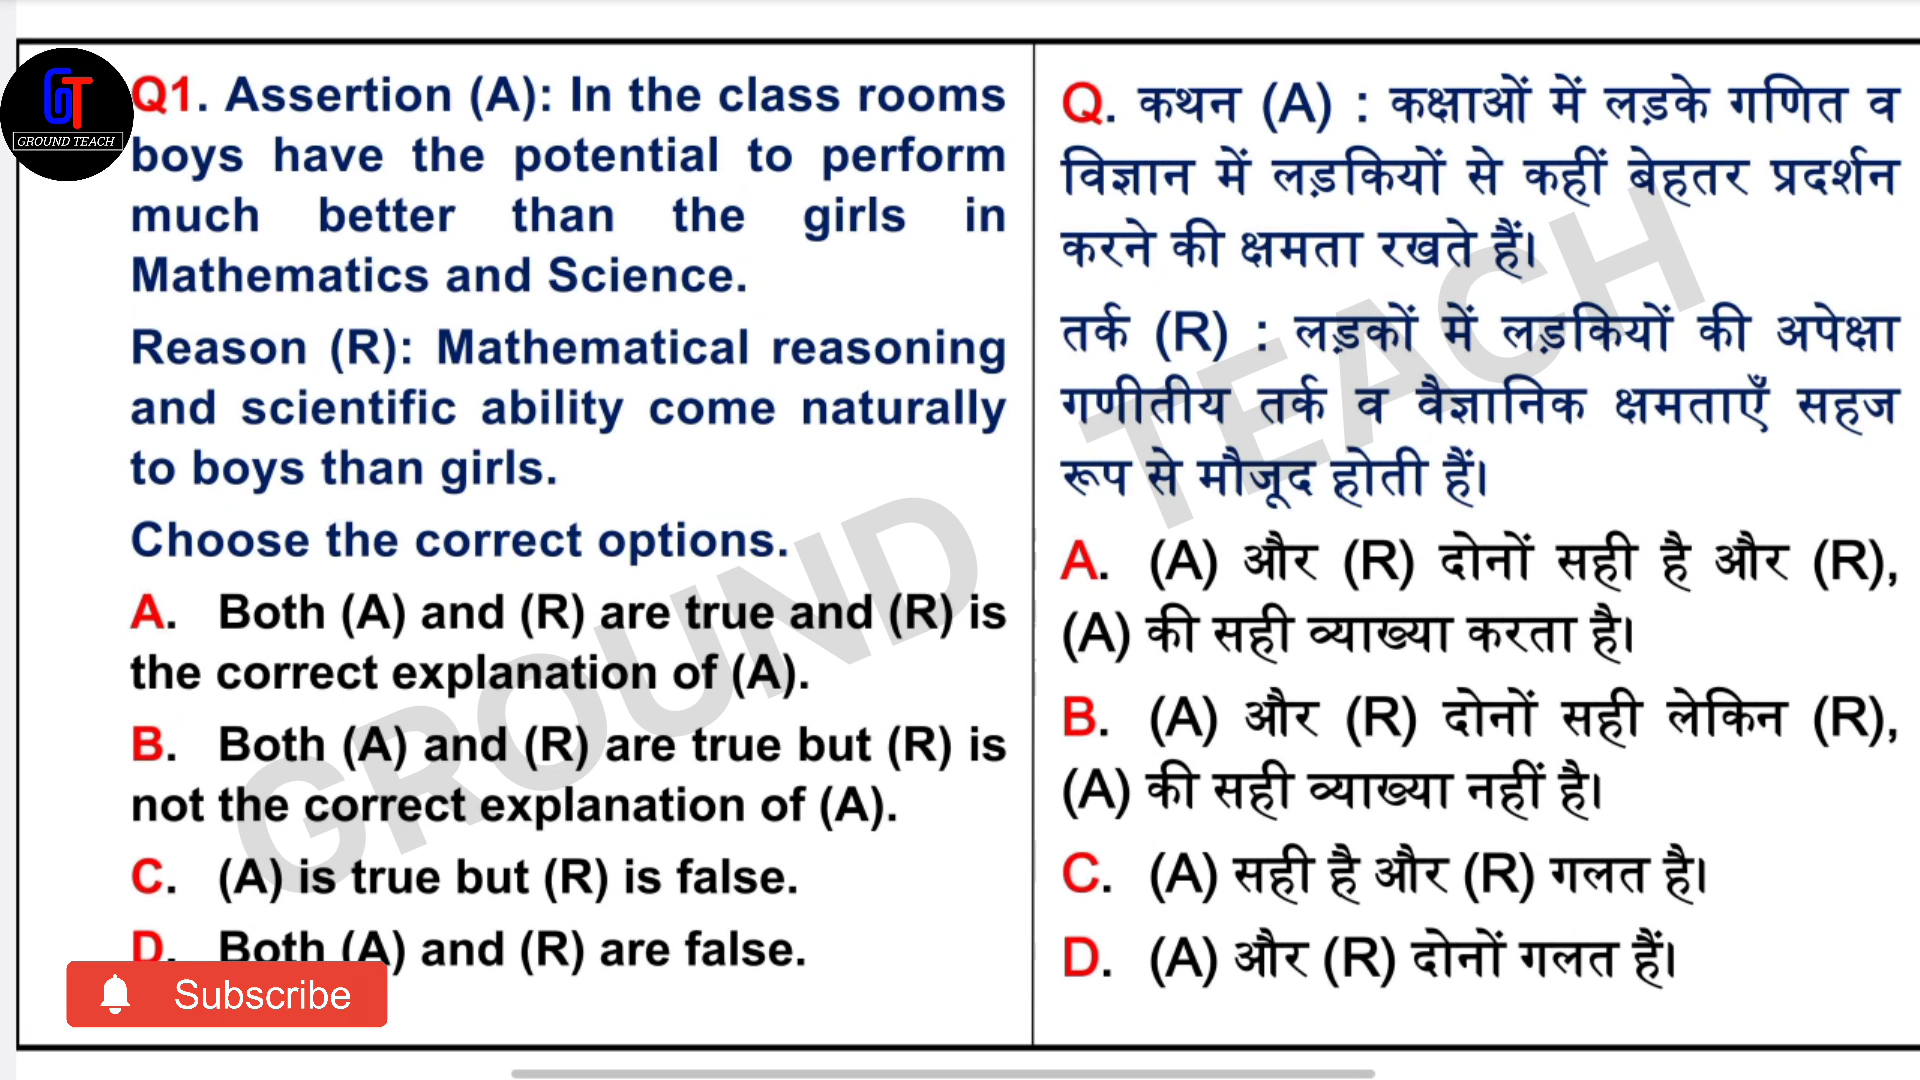 GT
GROUND TEACH
Q1. Assertion (A): In the class rooms
boys have the potential to perform
much better than the girls in
Mathematics and Science.
Reason (R): Mathematical reasoning
and scientific ability come naturally
to boys than girls.
Choose the correct options.
A. Both (A) and (R) are true and (R) is
the correct explanation of (A).
B. Both (A) and (R) are true but (R) is
not the correct explanation of (A).
C. (A) is true but (R) is false.
D. Both (A) and (R) are false.
Subscribe
Q. कथन (A) : कक्षाओं में लड़के गणित व
विज्ञान में लड़कियों से कहीं बेहतर प्रदर्शन
करने की क्षमता रखते हैं।
तर्क (R) : लड़कों में लड़कियों की अपेक्षा
गणीतीय तर्क व वैज्ञानिक क्षमताएँ सहज
रूप से मौजूद होती हैं।
A. (A) और (R) दोनों सही है और (R),
(A) की सही व्याख्या करता है।
B. (A) और (R) दोनों सही लेकिन (R),
(A) की सही व्याख्या नहीं है।
C. (A) सही है और (R) गलत है।
D. (A) और (R) दोनों गलत हैं।
GROUND TEACH